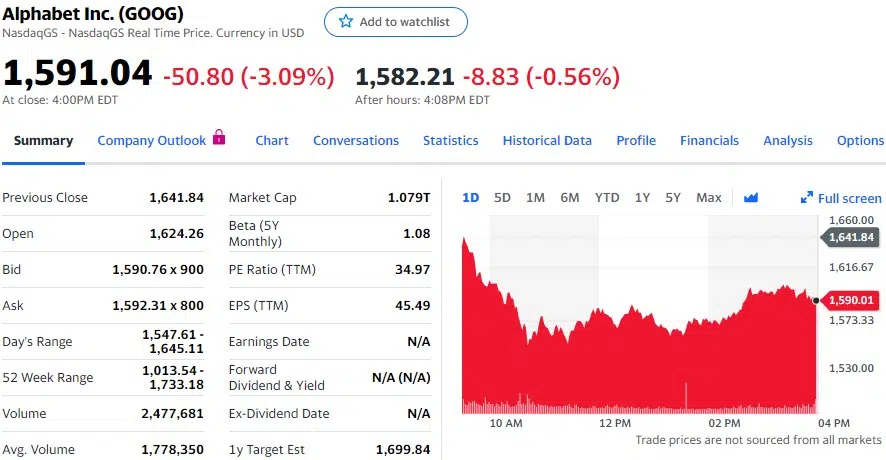 Alphabet Inc. (GOOG)
Add to watchlist
NasdaqGS - NasdaqGS Real Time Price. Currency in USD
1,591.04 -50.80 (-3.09%) 1,582.21 -8.83 (-0.56%)
At close: 4:00PM EDT After hours: 4:08PM EDT
Summary Company Outlook Chart Conversations Statistics Historical Data Profile Financials Analysis Options
Previous Close 1,641.84
Open 1,624.26
Bid 1,590.76 x 900
Ask 1,592.31 x 800
Day's Range 1,547.61 -
1,645.11
52 Week Range 1,013.54 -
1,733.18
Volume 2,477,681
Avg. Volume 1,778,350
Market Cap 1.079T
Beta (5Y
Monthly) 1.08
PE Ratio (TTM) 34.97
EPS (TTM) 45.49
Earnings Date N/A
Forward
Dividend & Yield N/A (N/A)
Ex-Dividend Date N/A
1y Target Est 1,699.84
1D 5D 1M 6M YTD 1Y 5Y Max Full screen
1,660.00
1,641.84
1,616.67
1,590.01
1,573.33
1,530.00
10 AM 12 PM 02 PM 04 PM
Trade prices are not sourced from all markets